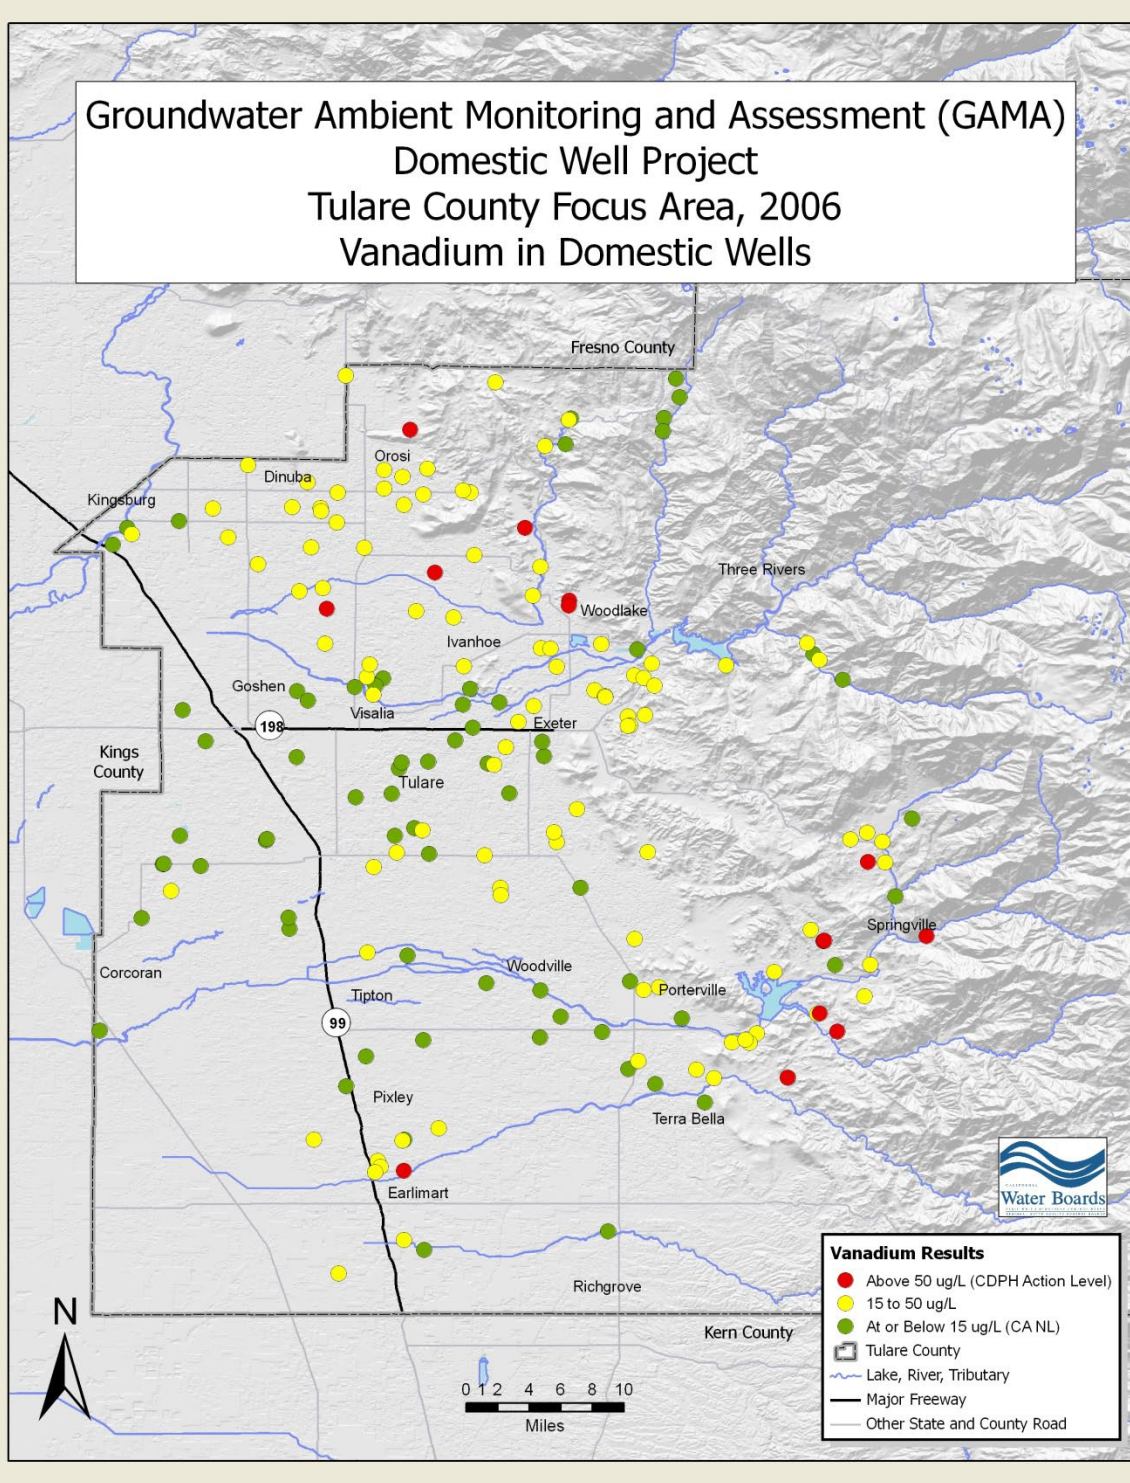 Groundwater Ambient Monitoring and Assessment (GAMA)
Domestic Well Project
Tulare County Focus Area, 2006
Vanadium in Domestic Wells
Fresno County
Orosi
Dinuba
Kingsburg
Three Rivers
Woodlake
Ivanhoe
Goshen
Visalia
198
Exeter
Kings
County
Tulare
Springville
Woodville
Corcoran
Porterville
Tipton
99
Pixley
Terra Bella
Earlimart
CALIFORNIA
Water Boards
Richgrove
Kern County
N
0 1 2 4 6 8 10
Miles
Vanadium Results
Above 50 ug/L (CDPH Action Level)
15 to 50 ug/L
At or Below 15 ug/L (CA NL)
Tulare County
Lake, River, Tributary
Major Freeway
Other State and County Road